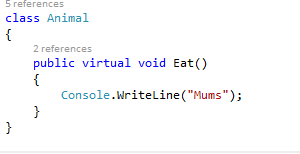 5 references
class Animal
{
2 references
public virtual void Eat()
{
Console.WriteLine("Mums");
}
}